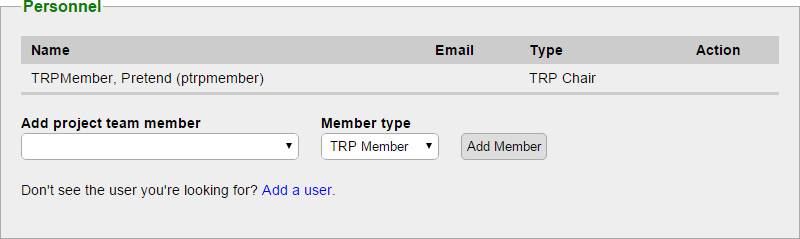 Personnel
Name Email Type Action
TRPMember, Pretend (ptrpmember) TRP Chair
Add project team member Member type
TRP Member Add Member
Don't see the user you're looking for? Add a user.